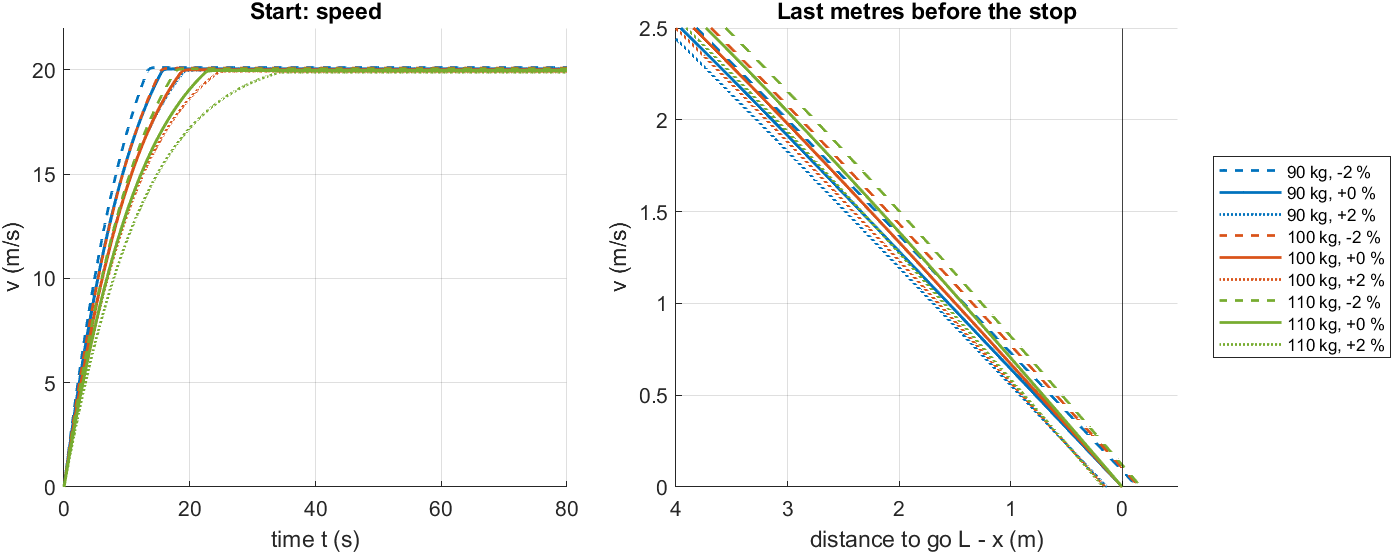 Start: speed
v (m/s)
20
15
10
5
0
0 20 40 60 80
time t (s)
Last metres before the stop
v (m/s)
2.5
2
1.5
1
0.5
0
4 3 2 1 0
distance to go L - x (m)
90 kg, -2 %
90 kg, +0 %
90 kg, +2 %
100 kg, -2 %
100 kg, +0 %
100 kg, +2 %
110 kg, -2 %
110 kg, +0 %
110 kg, +2 %